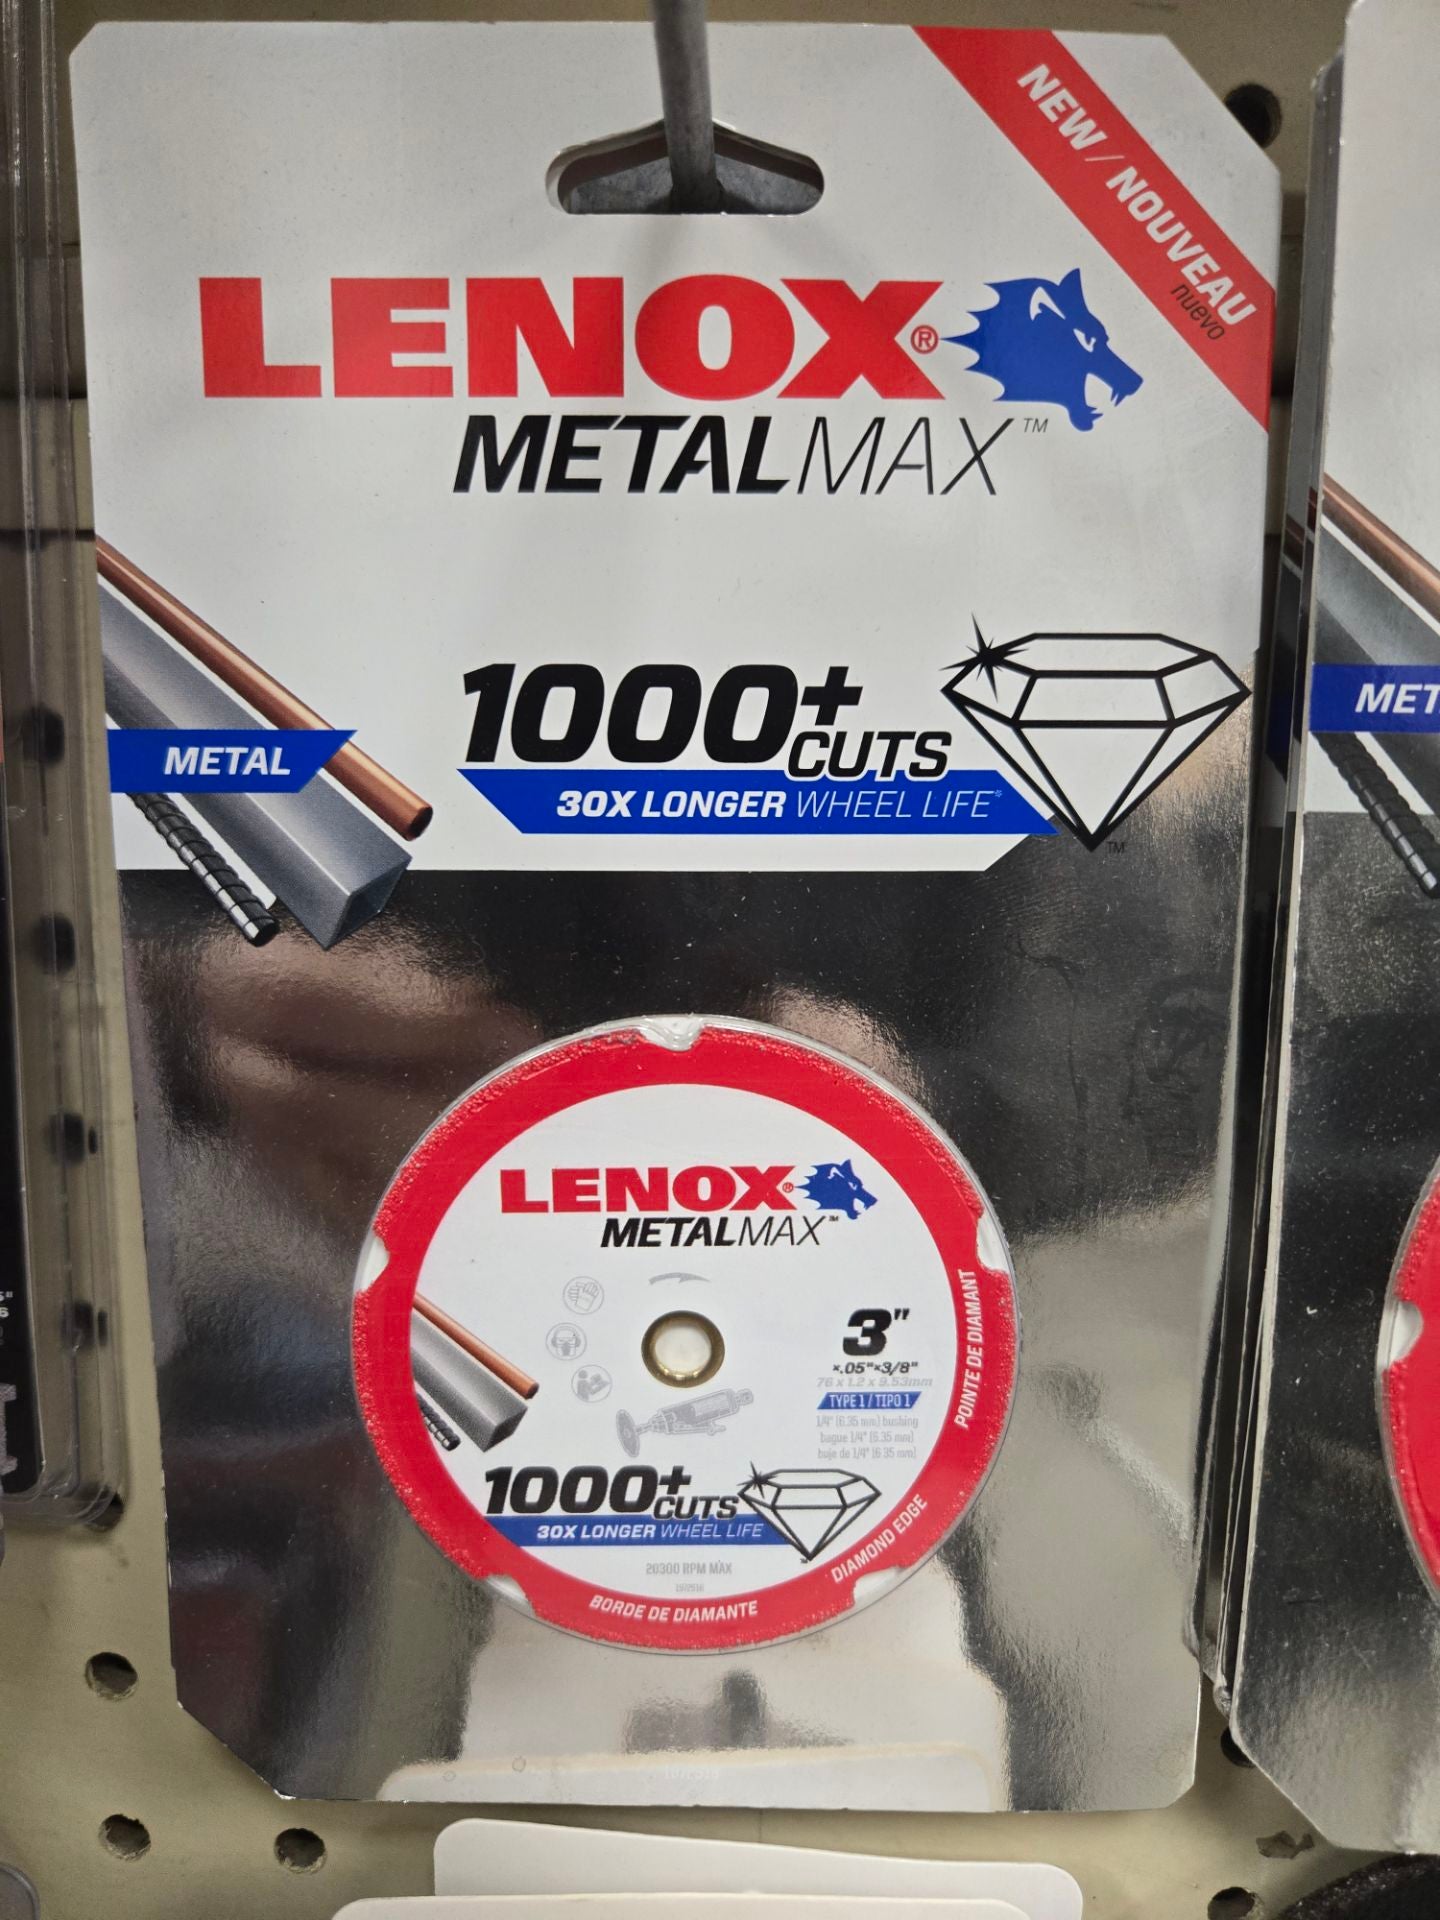 NEW / NOUVEAU
nuevo
LENOX®
METALMAX™
METAL
1000+
CUTS
30X LONGER WHEEL LIFE*
TM
MET
LENOX®
METALMAX™
3"
×.05"×3/8"
76 x 1.2 x 9.53mm
TYPE 1 / TIPO 1
1/4" (6.35 mm) bushing
bague 1/4" (6.35 mm)
buje de 1/4" (6.35 mm)
1000+
CUTS
30X LONGER WHEEL LIFE
20300 RPM MAX
POINTE DE DIAMANT
DIAMOND EDGE
BORDE DE DIAMANTE